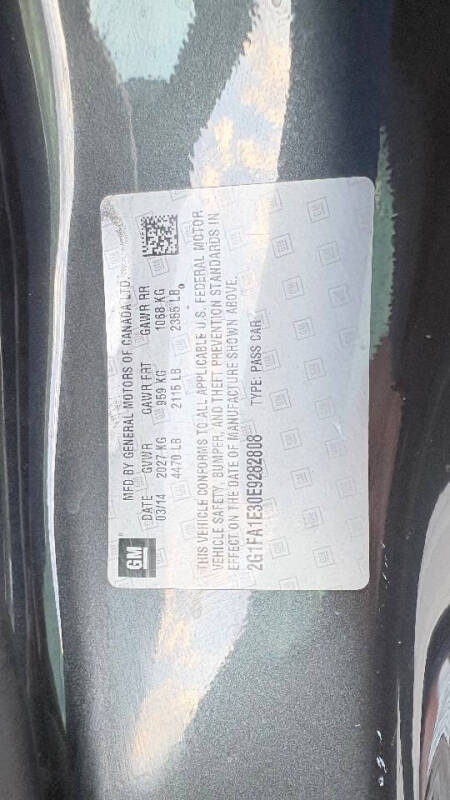 MFD BY GENERAL MOTORS OF CANADA LTD.
DATE GVWR GAWR FRT GAWR RR
03/14 2027 KG 959 KG 1068 KG
4470 LB 2115 LB 2355 LB
GM
THIS VEHICLE CONFORMS TO ALL APPLICABLE U.S. FEDERAL MOTOR
VEHICLE SAFETY, BUMPER, AND THEFT PREVENTION STANDARDS IN
EFFECT ON THE DATE OF MANUFACTURE SHOWN ABOVE.
2G1FA1E30E9282808 TYPE: PASS CAR